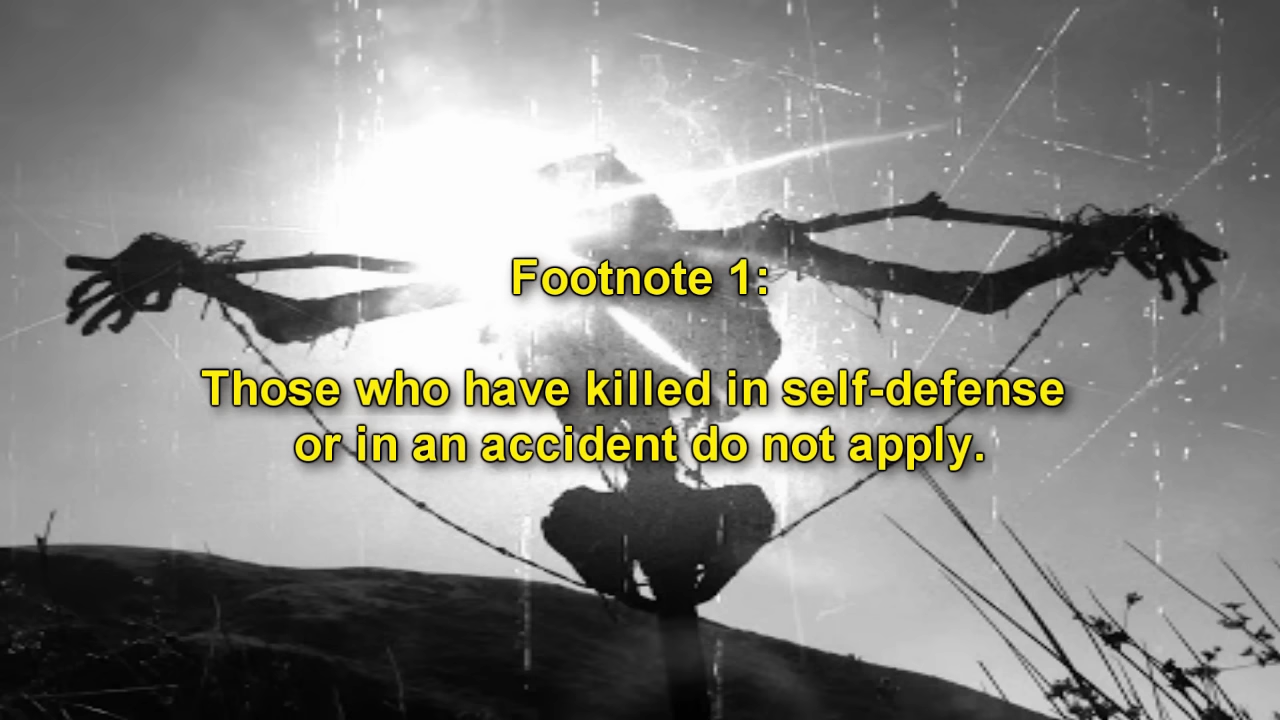 Footnote 1:
Those who have killed in self-defense
or in an accident do not apply.